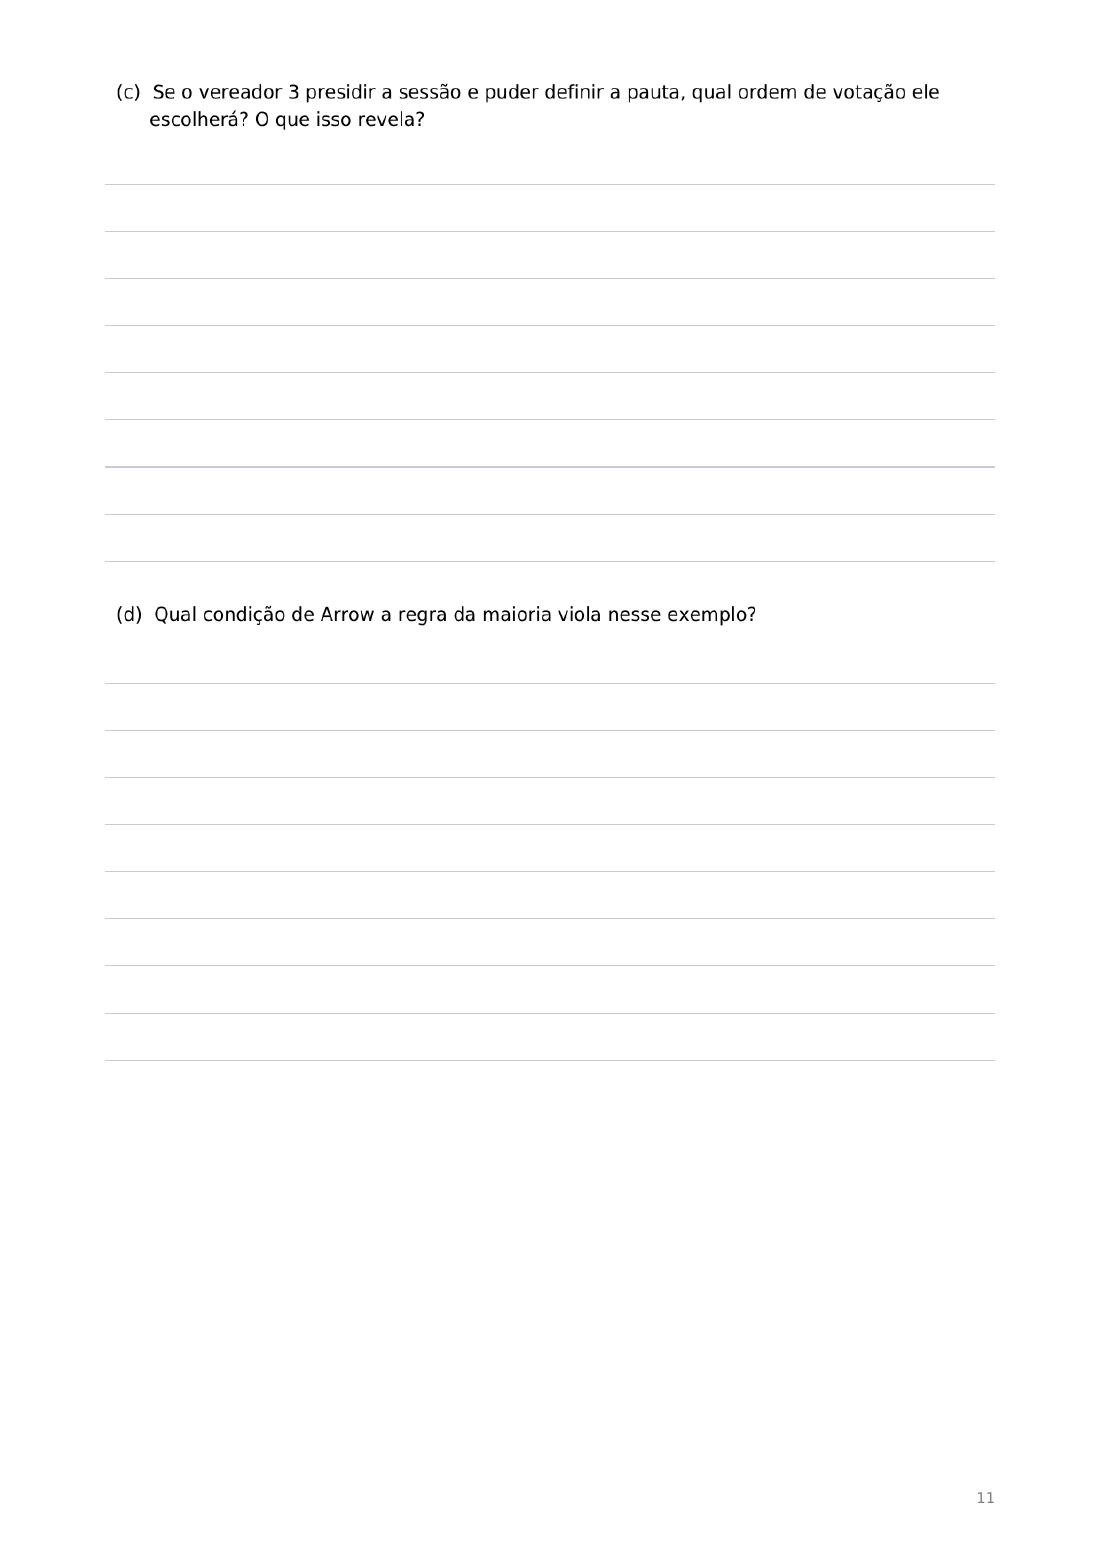 (c) Se o vereador 3 presidir a sessão e puder definir a pauta, qual ordem de votação ele
escolherá? O que isso revela?
(d) Qual condição de Arrow a regra da maioria viola nesse exemplo?
11